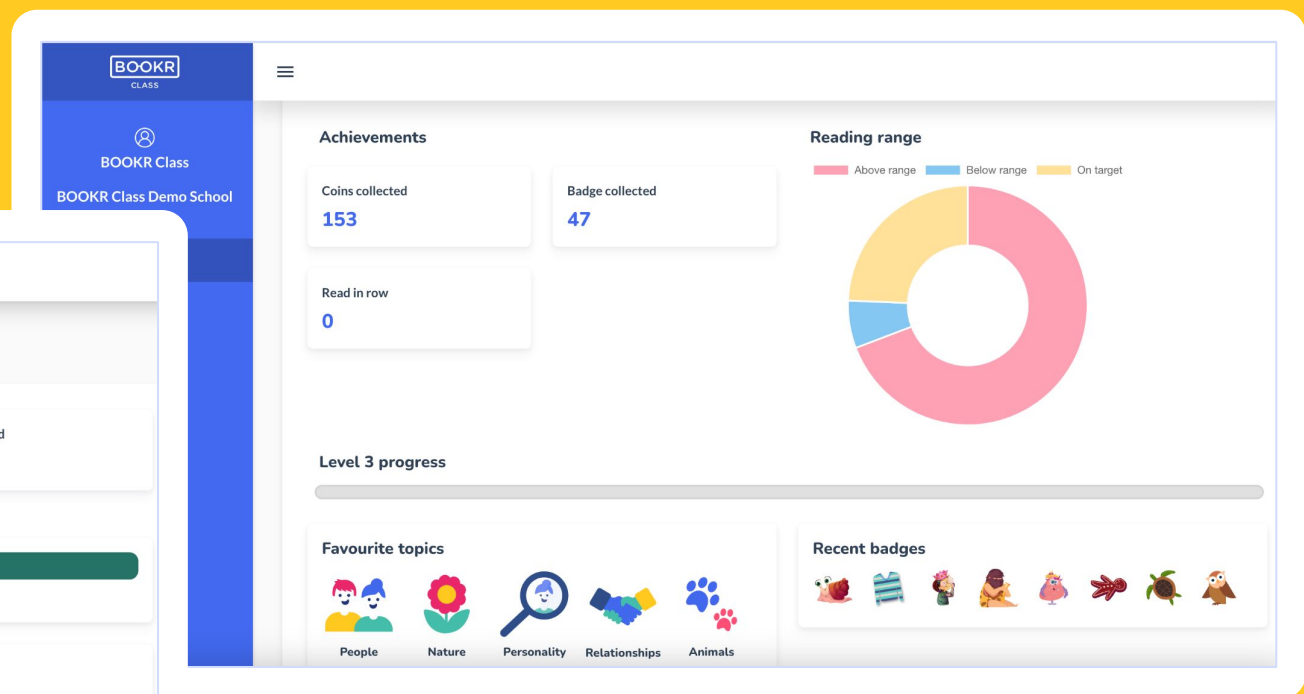 BOOKR
CLASS
BOOKR Class
BOOKR Class Demo School
Achievements
Coins collected
153
Badge collected
47
Read in row
0
Reading range
Above range Below range On target
Level 3 progress
Favourite topics
People Nature Personality Relationships Animals
Recent badges
d